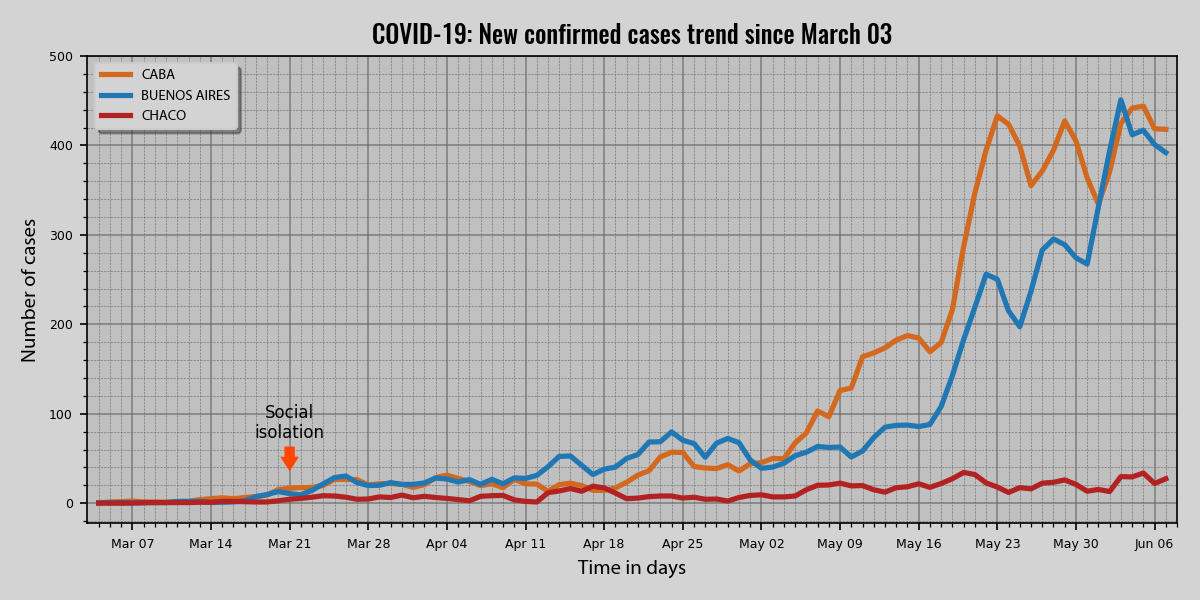 COVID-19: New confirmed cases trend since March 03
500
400
300
200
100
0
Number of cases
CABA
BUENOS AIRES
CHACO
Social
isolation
Mar 07 Mar 14 Mar 21 Mar 28 Apr 04 Apr 11 Apr 18 Apr 25 May 02 May 09 May 16 May 23 May 30 Jun 06
Time in days